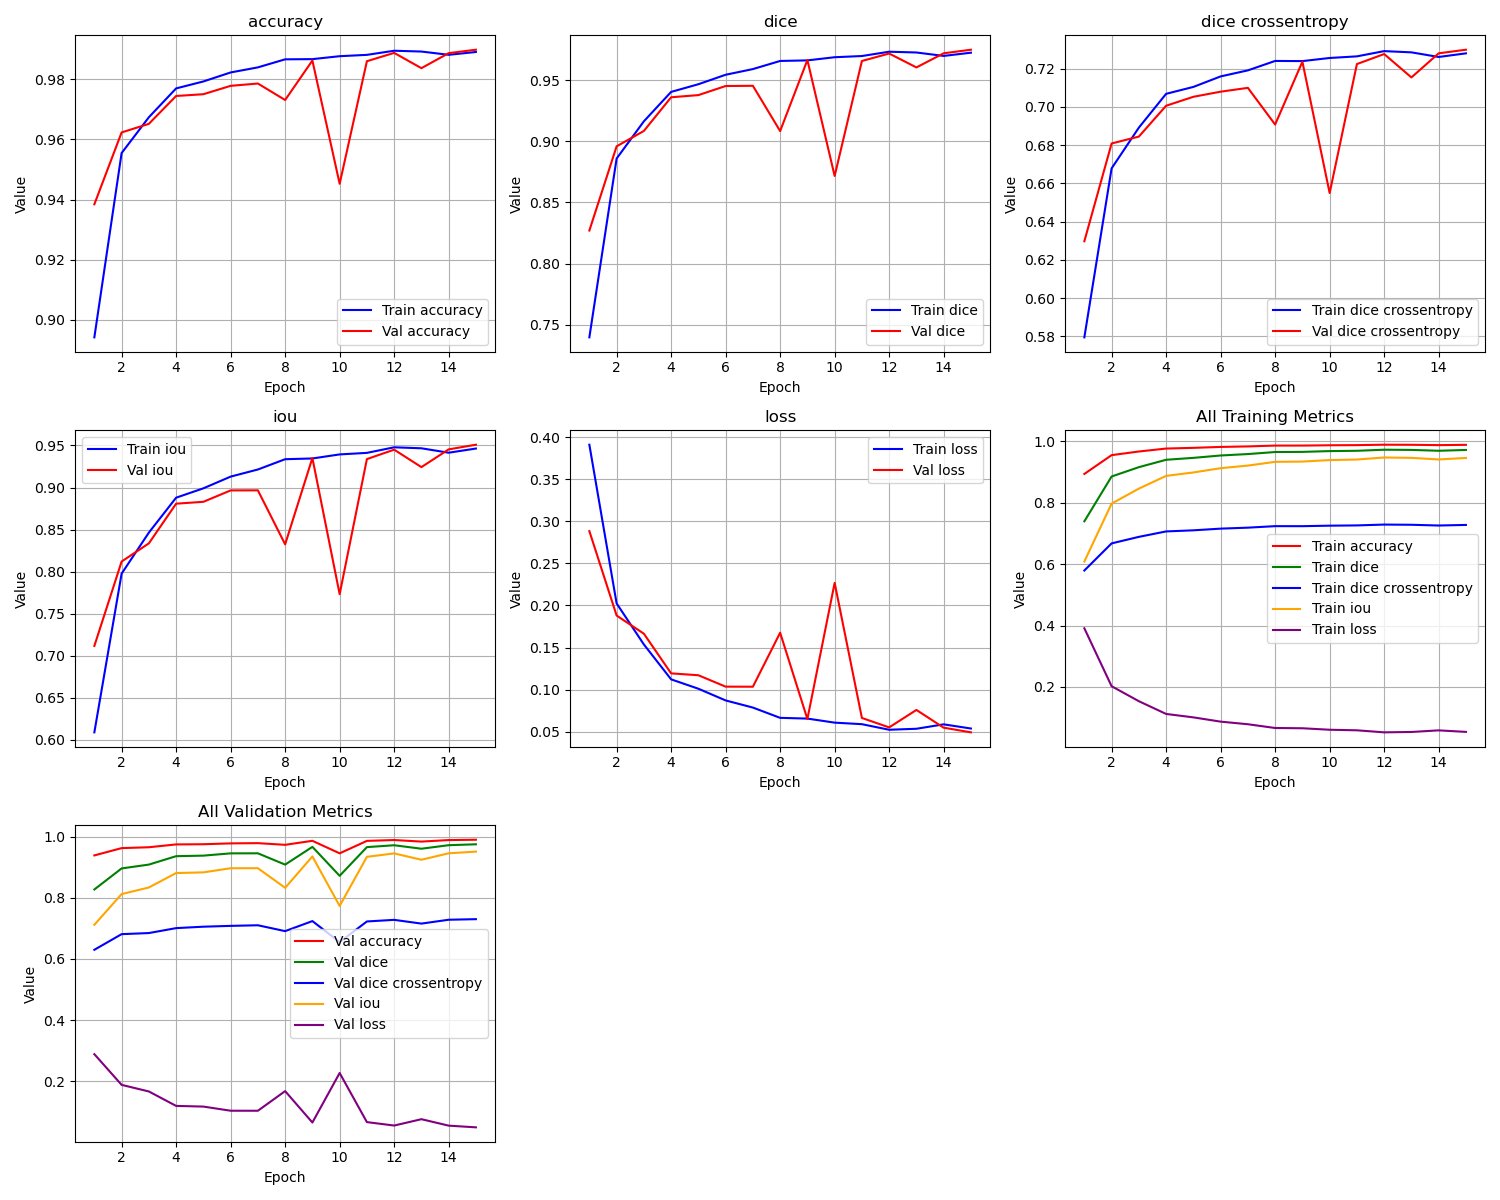 accuracy
Value
0.98
0.96
0.94
0.92
0.90
Train accuracy
Val accuracy
2 4 6 8 10 12 14
Epoch
dice
Value
0.95
0.90
0.85
0.80
0.75
Train dice
Val dice
2 4 6 8 10 12 14
Epoch
dice crossentropy
Value
0.72
0.70
0.68
0.66
0.64
0.62
0.60
0.58
Train dice crossentropy
Val dice crossentropy
2 4 6 8 10 12 14
Epoch
iou
Value
0.95
0.90
0.85
0.80
0.75
0.70
0.65
0.60
Train iou
Val iou
2 4 6 8 10 12 14
Epoch
loss
Value
0.40
0.35
0.30
0.25
0.20
0.15
0.10
0.05
Train loss
Val loss
2 4 6 8 10 12 14
Epoch
All Training Metrics
Value
1.0
0.8
0.6
0.4
0.2
Train accuracy
Train dice
Train dice crossentropy
Train iou
Train loss
2 4 6 8 10 12 14
Epoch
All Validation Metrics
Value
1.0
0.8
0.6
0.4
0.2
Val accuracy
Val dice
Val dice crossentropy
Val iou
Val loss
2 4 6 8 10 12 14
Epoch